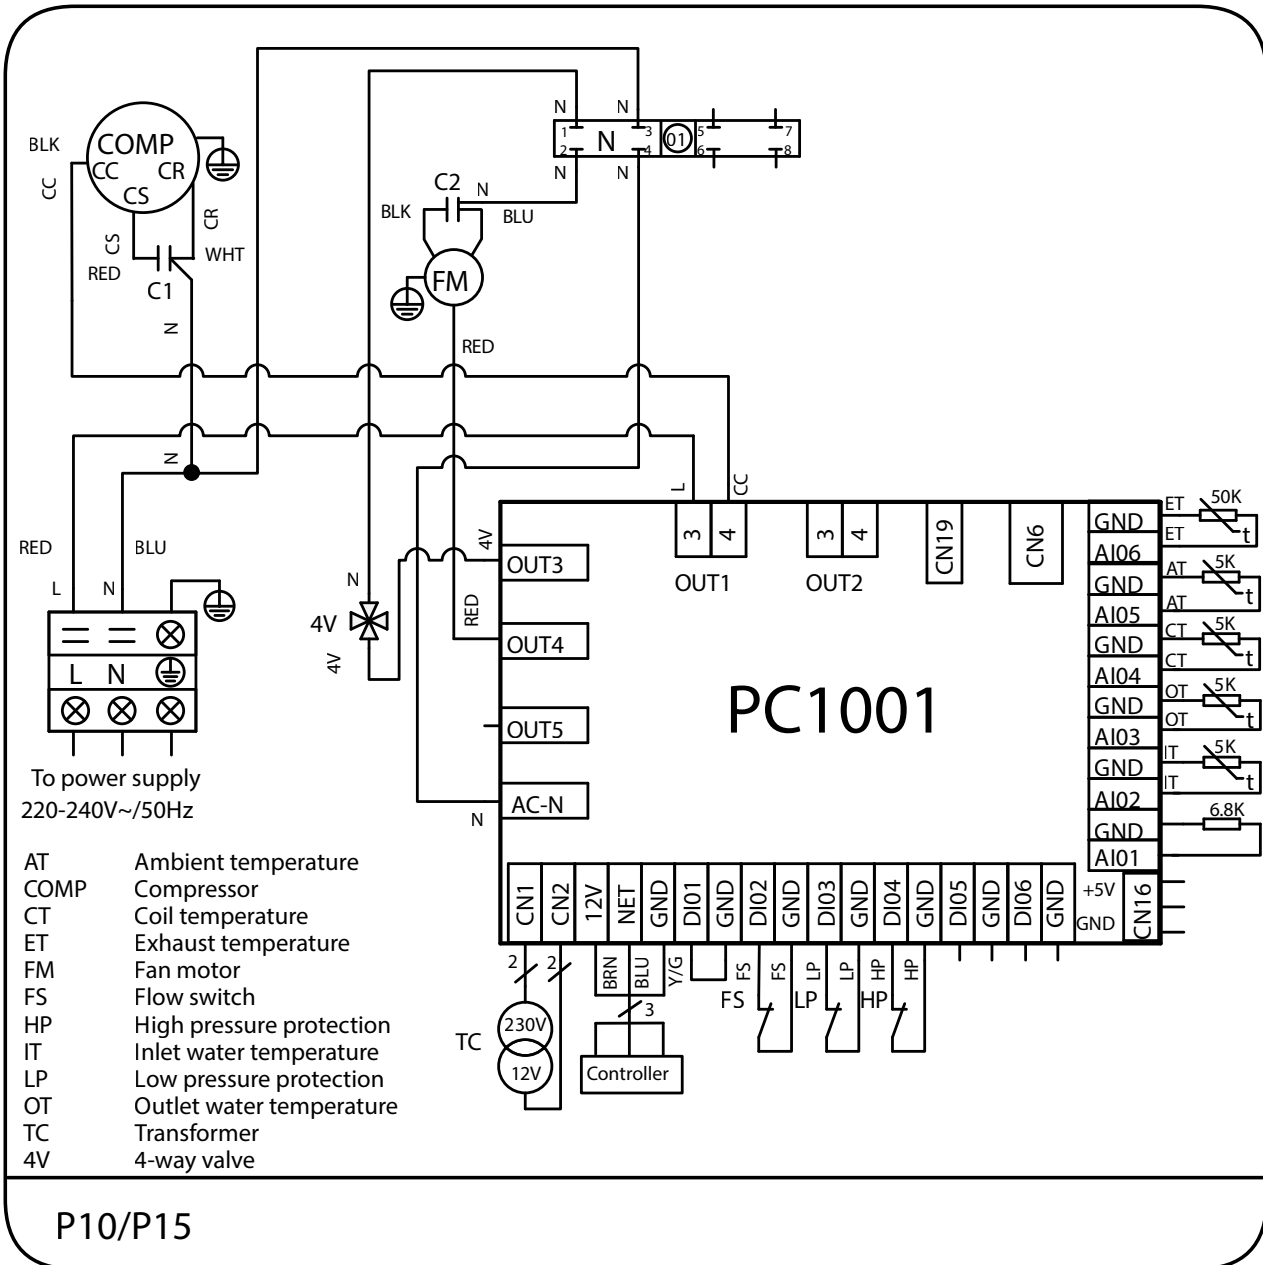 N
N
1
2
N
3
4
01
5
6
7
8
N
N
BLK
COMP
CC
CR
CS
CC
CS
CR
RED
WHT
C1
N
C2
N
BLK
BLU
FM
RED
N
L
CC
RED
BLU
L
N
L N
To power supply
220-240V~/50Hz
N
4V
4V
4V
RED
N
OUT3
OUT4
OUT5
AC-N
3
4
OUT1
3
4
OUT2
CN19
CN6
PC1001
GND
AI06
GND
AI05
GND
AI04
GND
AI03
GND
AI02
GND
AI01
ET
50K
ET
t
AT
5K
AT
t
CT
5K
CT
t
OT
5K
OT
t
IT
5K
IT
t
6.8K
+5V
GND
CN16
CN1
CN2
12V
NET
GND
DI01
GND
DI02
GND
DI03
GND
DI04
GND
DI05
GND
DI06
GND
2
2
BRN
BLU
Y/G
3
FS
FS
FS
LP
LP
LP
HP
HP
HP
TC
230V
12V
Controller
AT Ambient temperature
COMP Compressor
CT Coil temperature
ET Exhaust temperature
FM Fan motor
FS Flow switch
HP High pressure protection
IT Inlet water temperature
LP Low pressure protection
OT Outlet water temperature
TC Transformer
4V 4-way valve
P10/P15